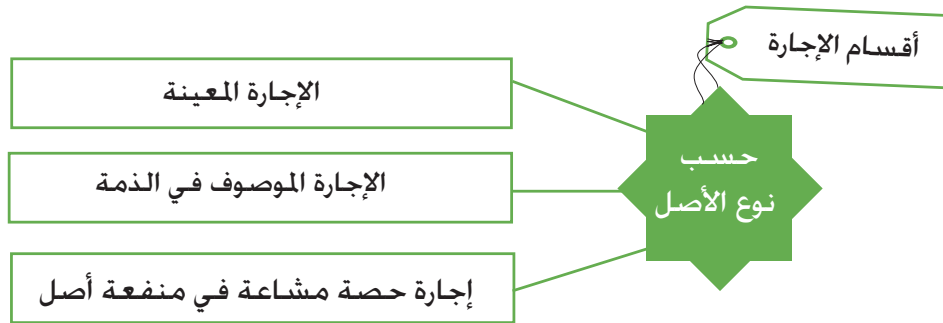 أقسام الإجارة
حسب
نوع الأصل
الإجارة المعينة
الإجارة الموصوف في الذمة
إجارة حصة مشاعة في منفعة أصل